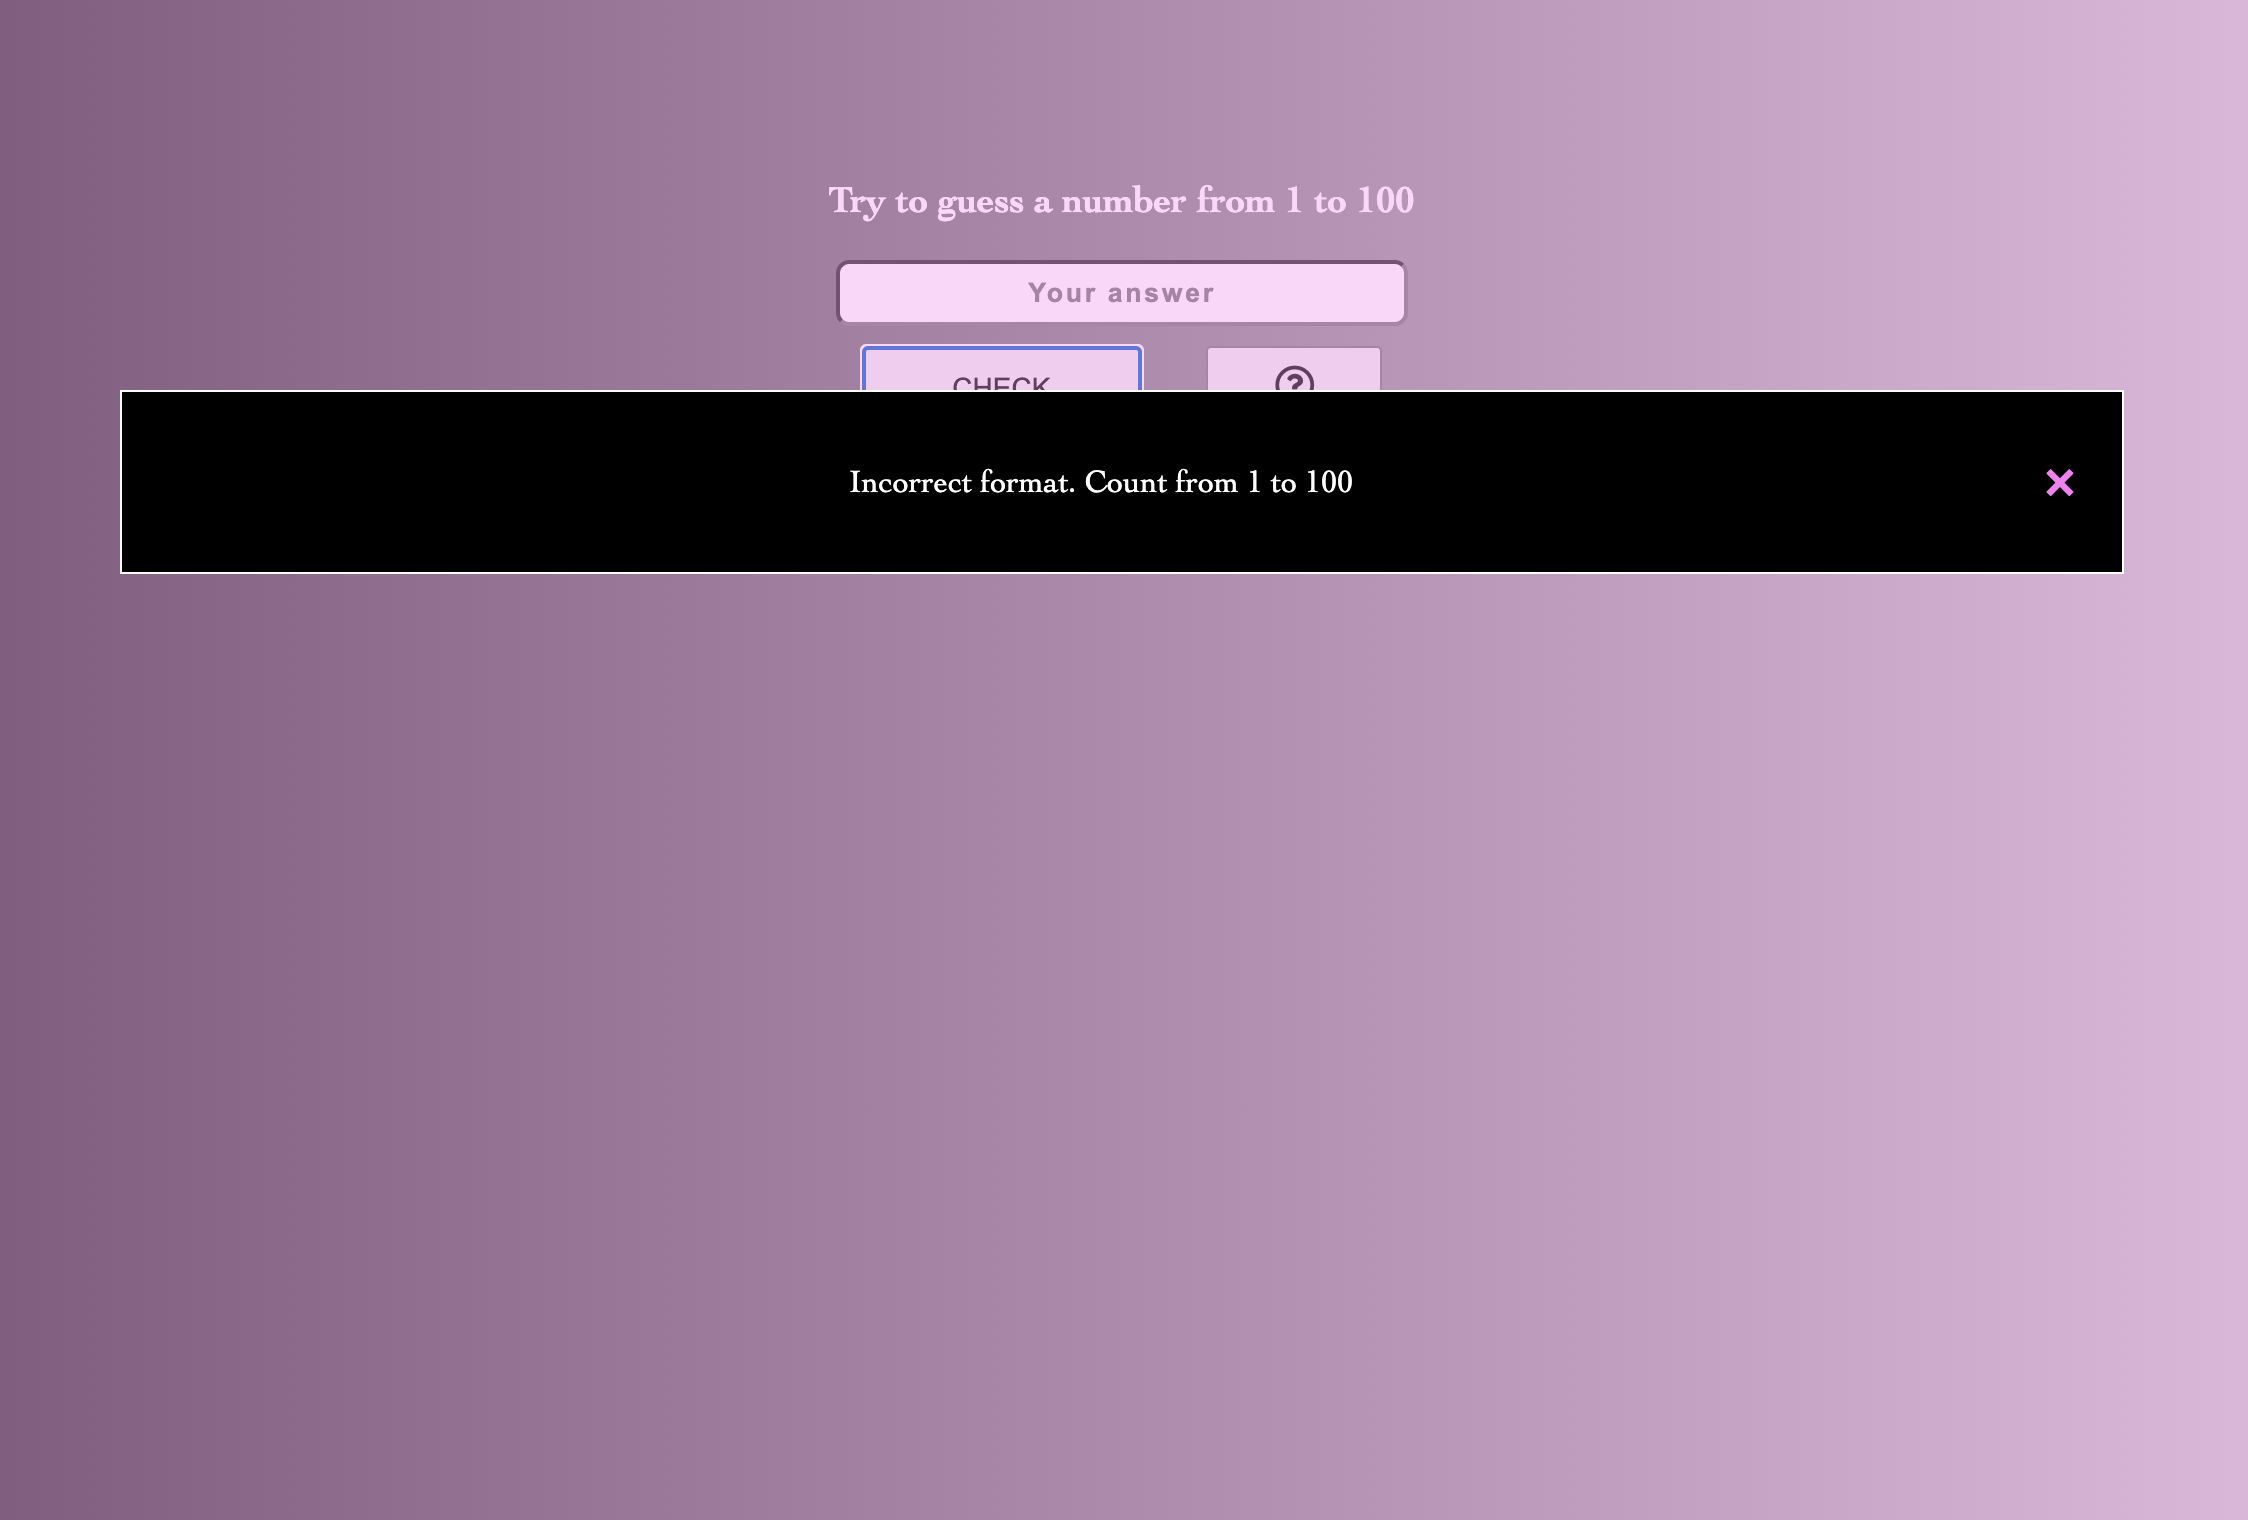 Try to guess a number from 1 to 100
Your answer
CHECK
?
Incorrect format. Count from 1 to 100